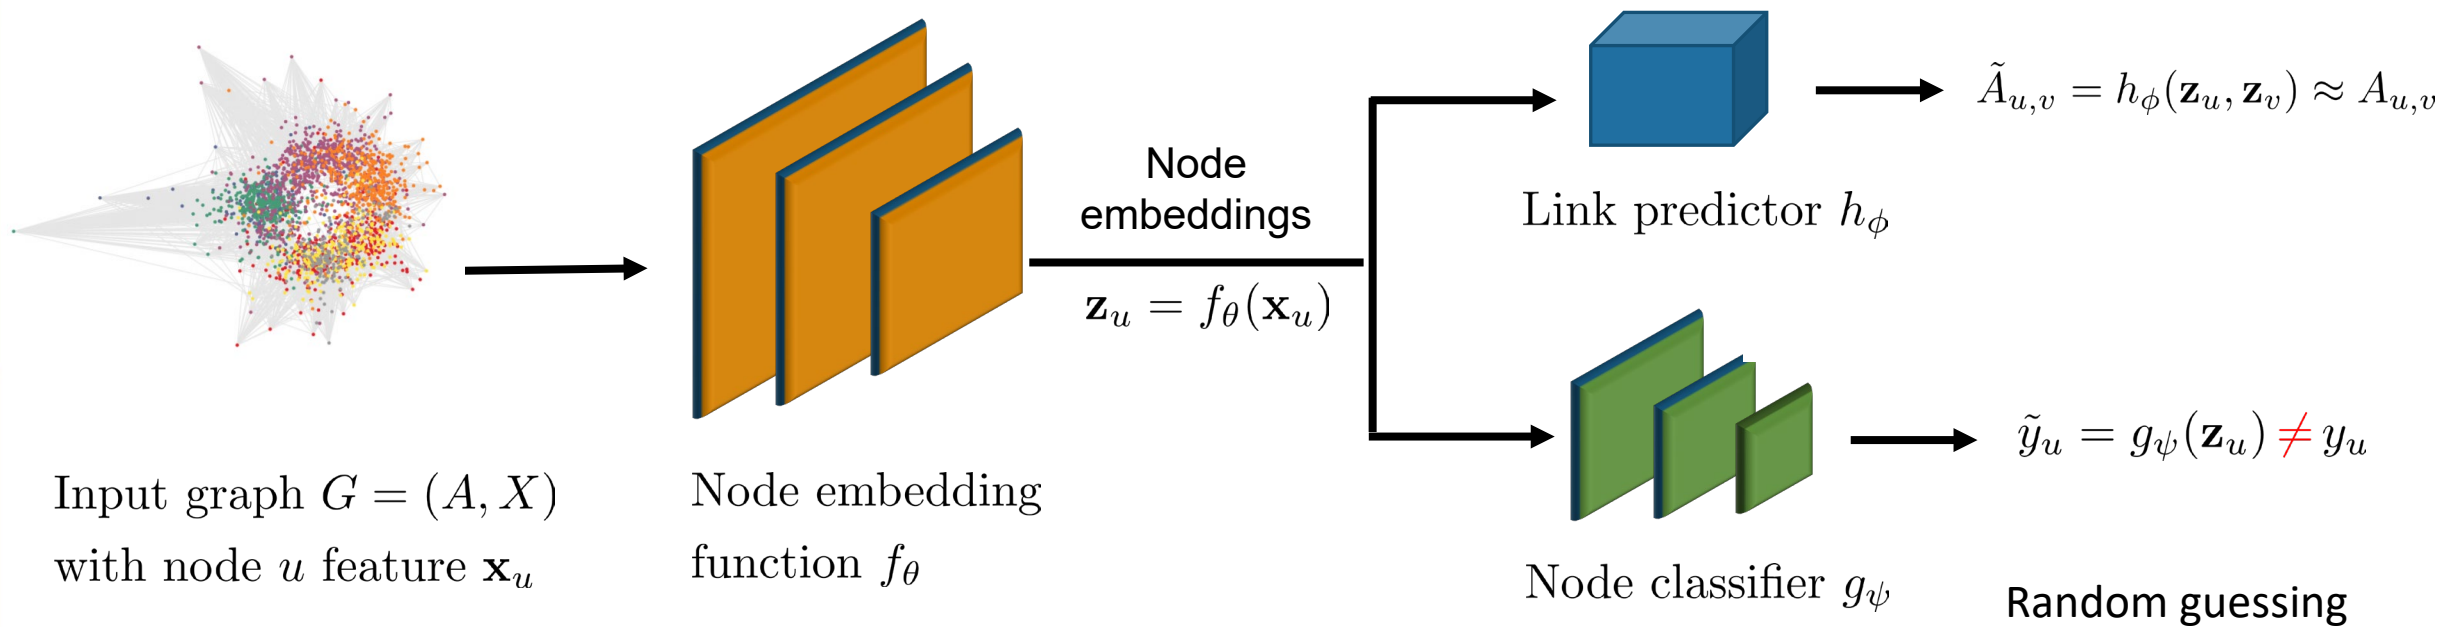 Node
embeddings
z_u = f_θ(x_u)
Ã_{u,v} = h_ϕ(z_u, z_v) ≈ A_{u,v}
Link predictor h_ϕ
ỹ_u = g_ψ(z_u) ≠ y_u
Input graph G = (A, X)
with node u feature x_u
Node embedding
function f_θ
Node classifier g_ψ
Random guessing